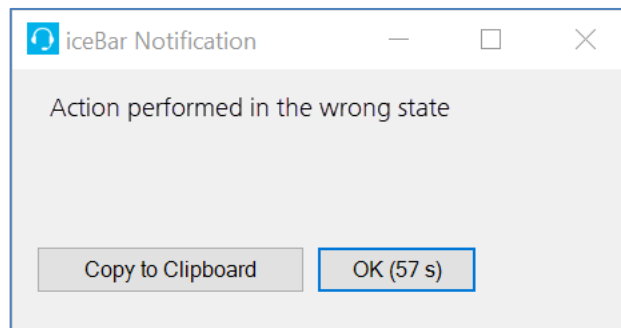 iceBar Notification
Action performed in the wrong state
Copy to Clipboard OK (57 s)